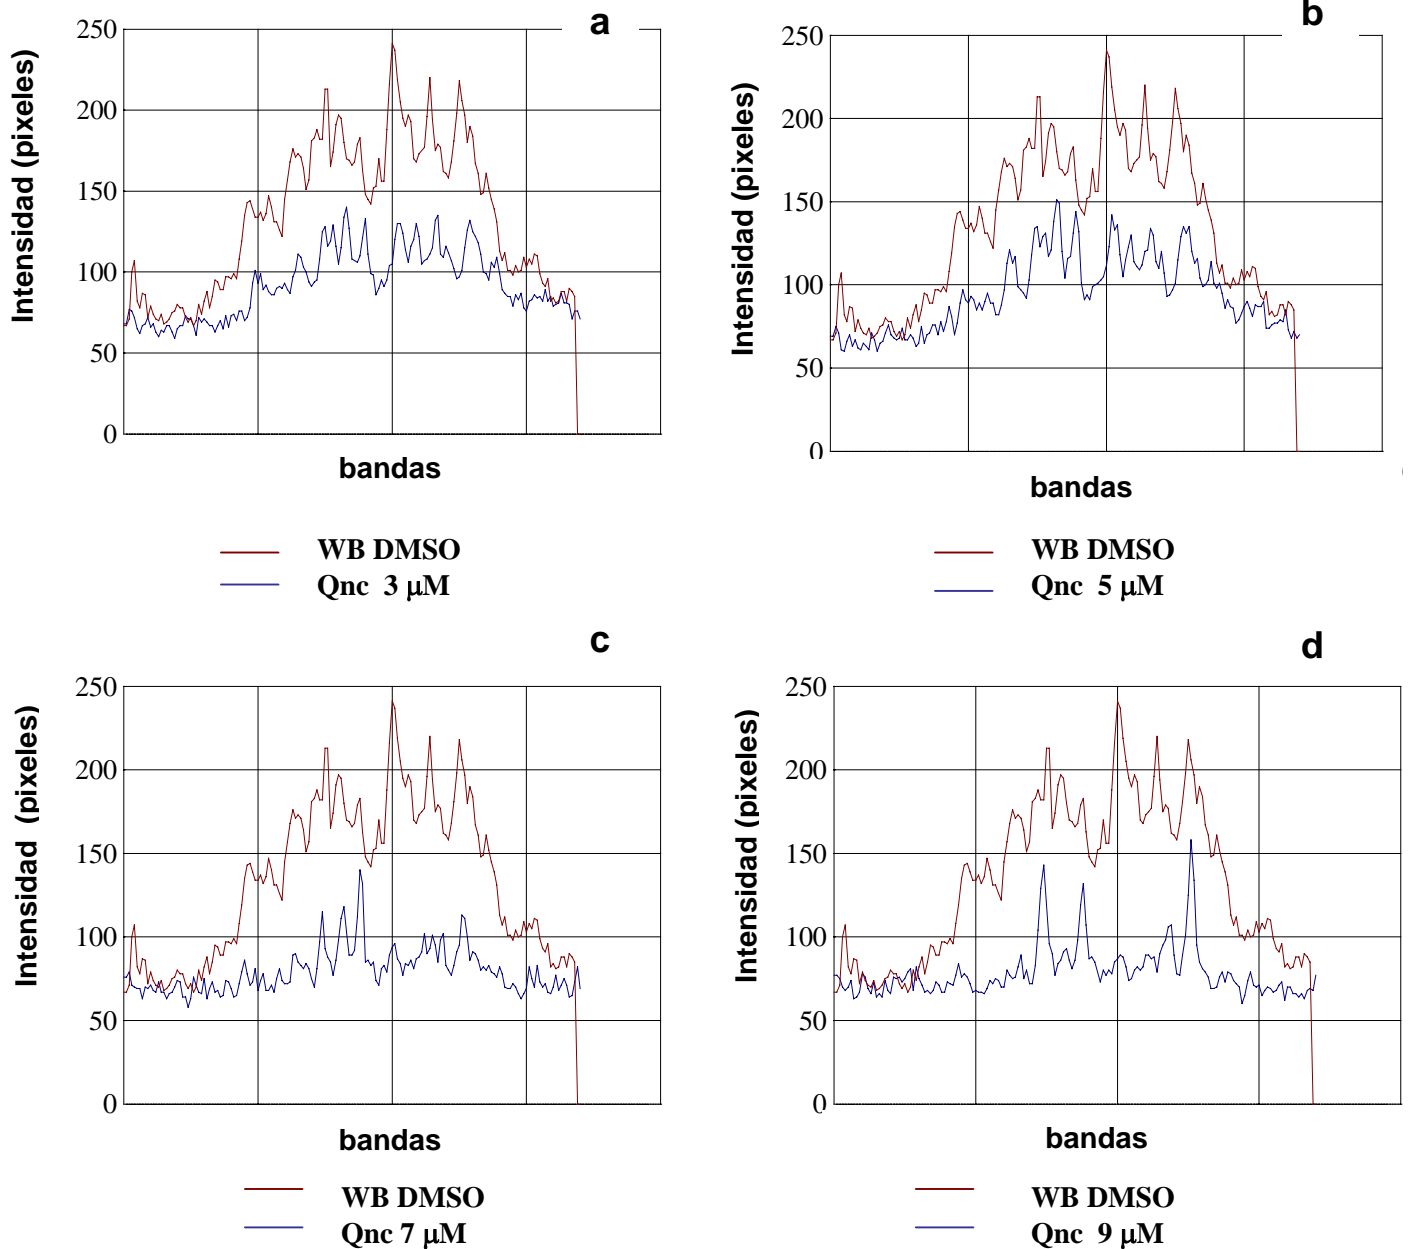 a
250
200
150
100
50
0
Intensidad (pixeles)
bandas
WB DMSO
Qnc 3 μM
b
250
200
150
100
50
0
Intensidad (pixeles)
bandas
WB DMSO
Qnc 5 μM
c
250
200
150
100
50
0
Intensidad (pixeles)
bandas
WB DMSO
Qnc 7 μM
d
250
200
150
100
50
0
Intensidad (pixeles)
bandas
WB DMSO
Qnc 9 μM